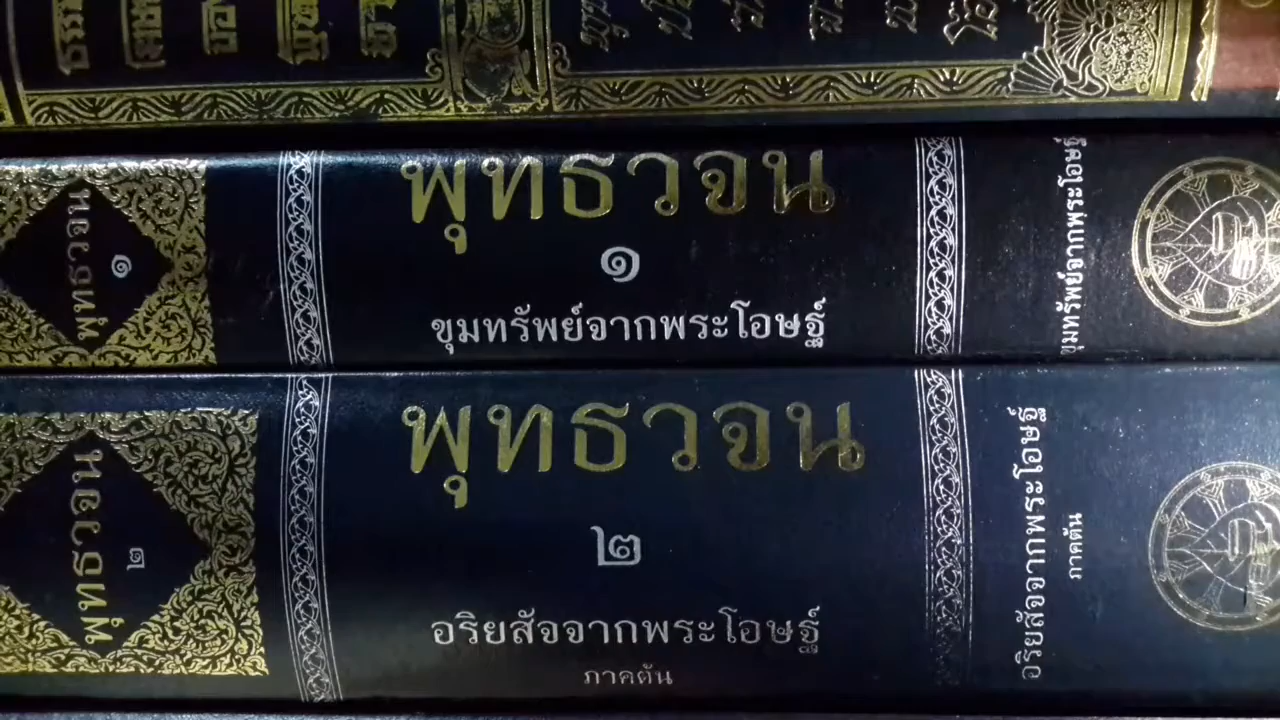 พุทธวจน
๑
พุทธวจน
๑
ขุมทรัพย์จากพระโอษฐ์
ขุมทรัพย์จากพระโอษฐ์
พุทธวจน
๒
พุทธวจน
๒
อริยสัจจากพระโอษฐ์
ภาคต้น
อริยสัจจากพระโอษฐ์
ภาคต้น